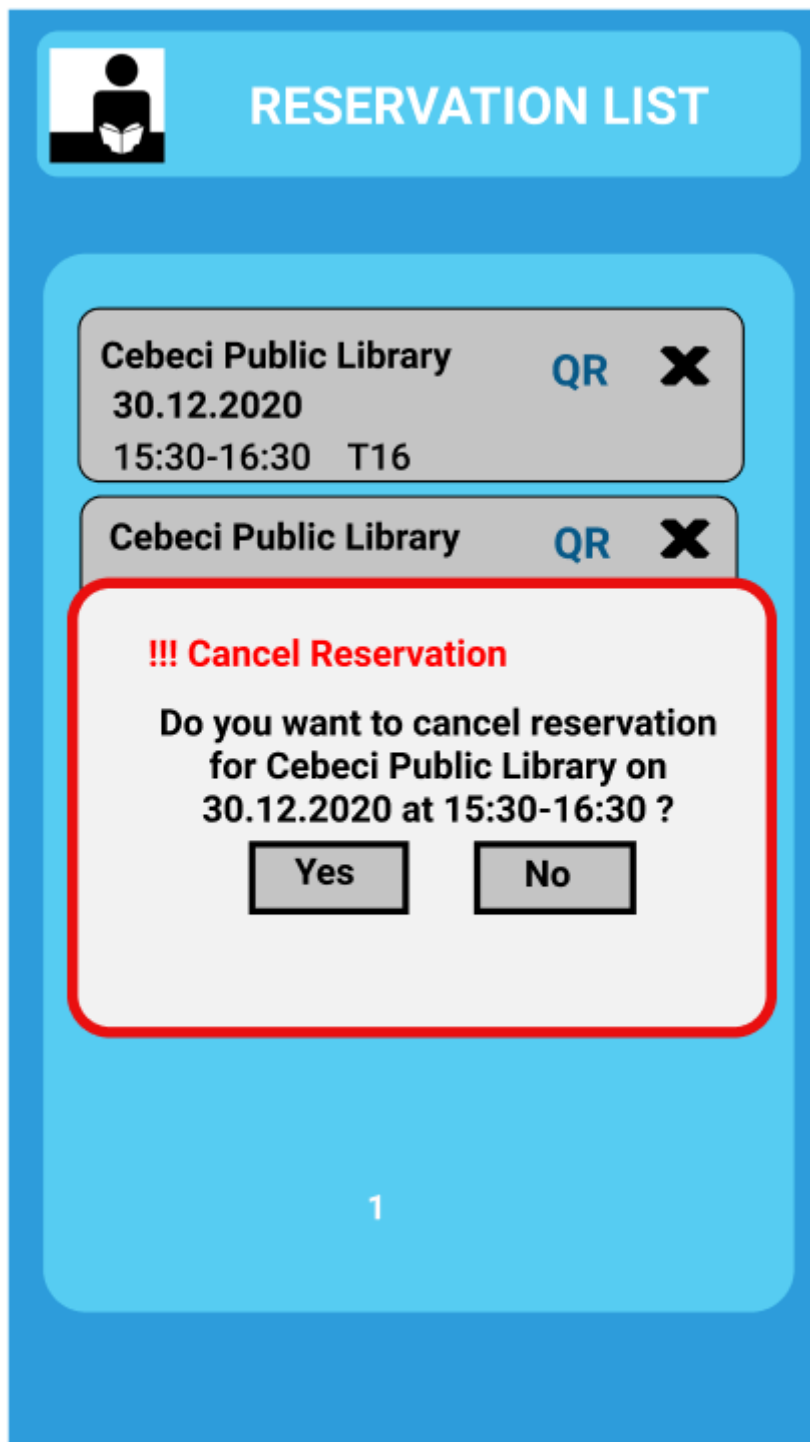 RESERVATION LIST
Cebeci Public Library QR
30.12.2020
15:30-16:30 T16
Cebeci Public Library QR
!!! Cancel Reservation
Do you want to cancel reservation
for Cebeci Public Library on
30.12.2020 at 15:30-16:30 ?
Yes No
1